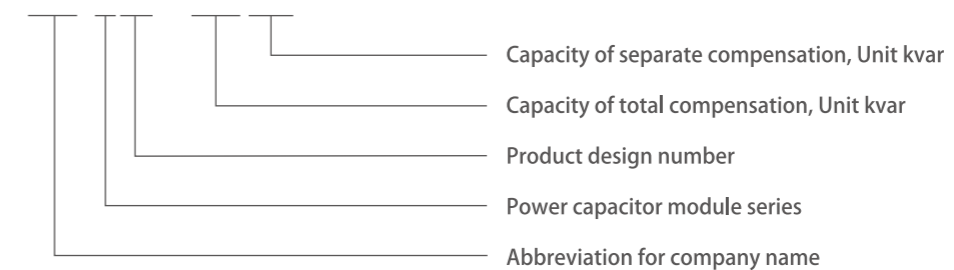 Capacity of separate compensation, Unit kvar
Capacity of total compensation, Unit kvar
Product design number
Power capacitor module series
Abbreviation for company name